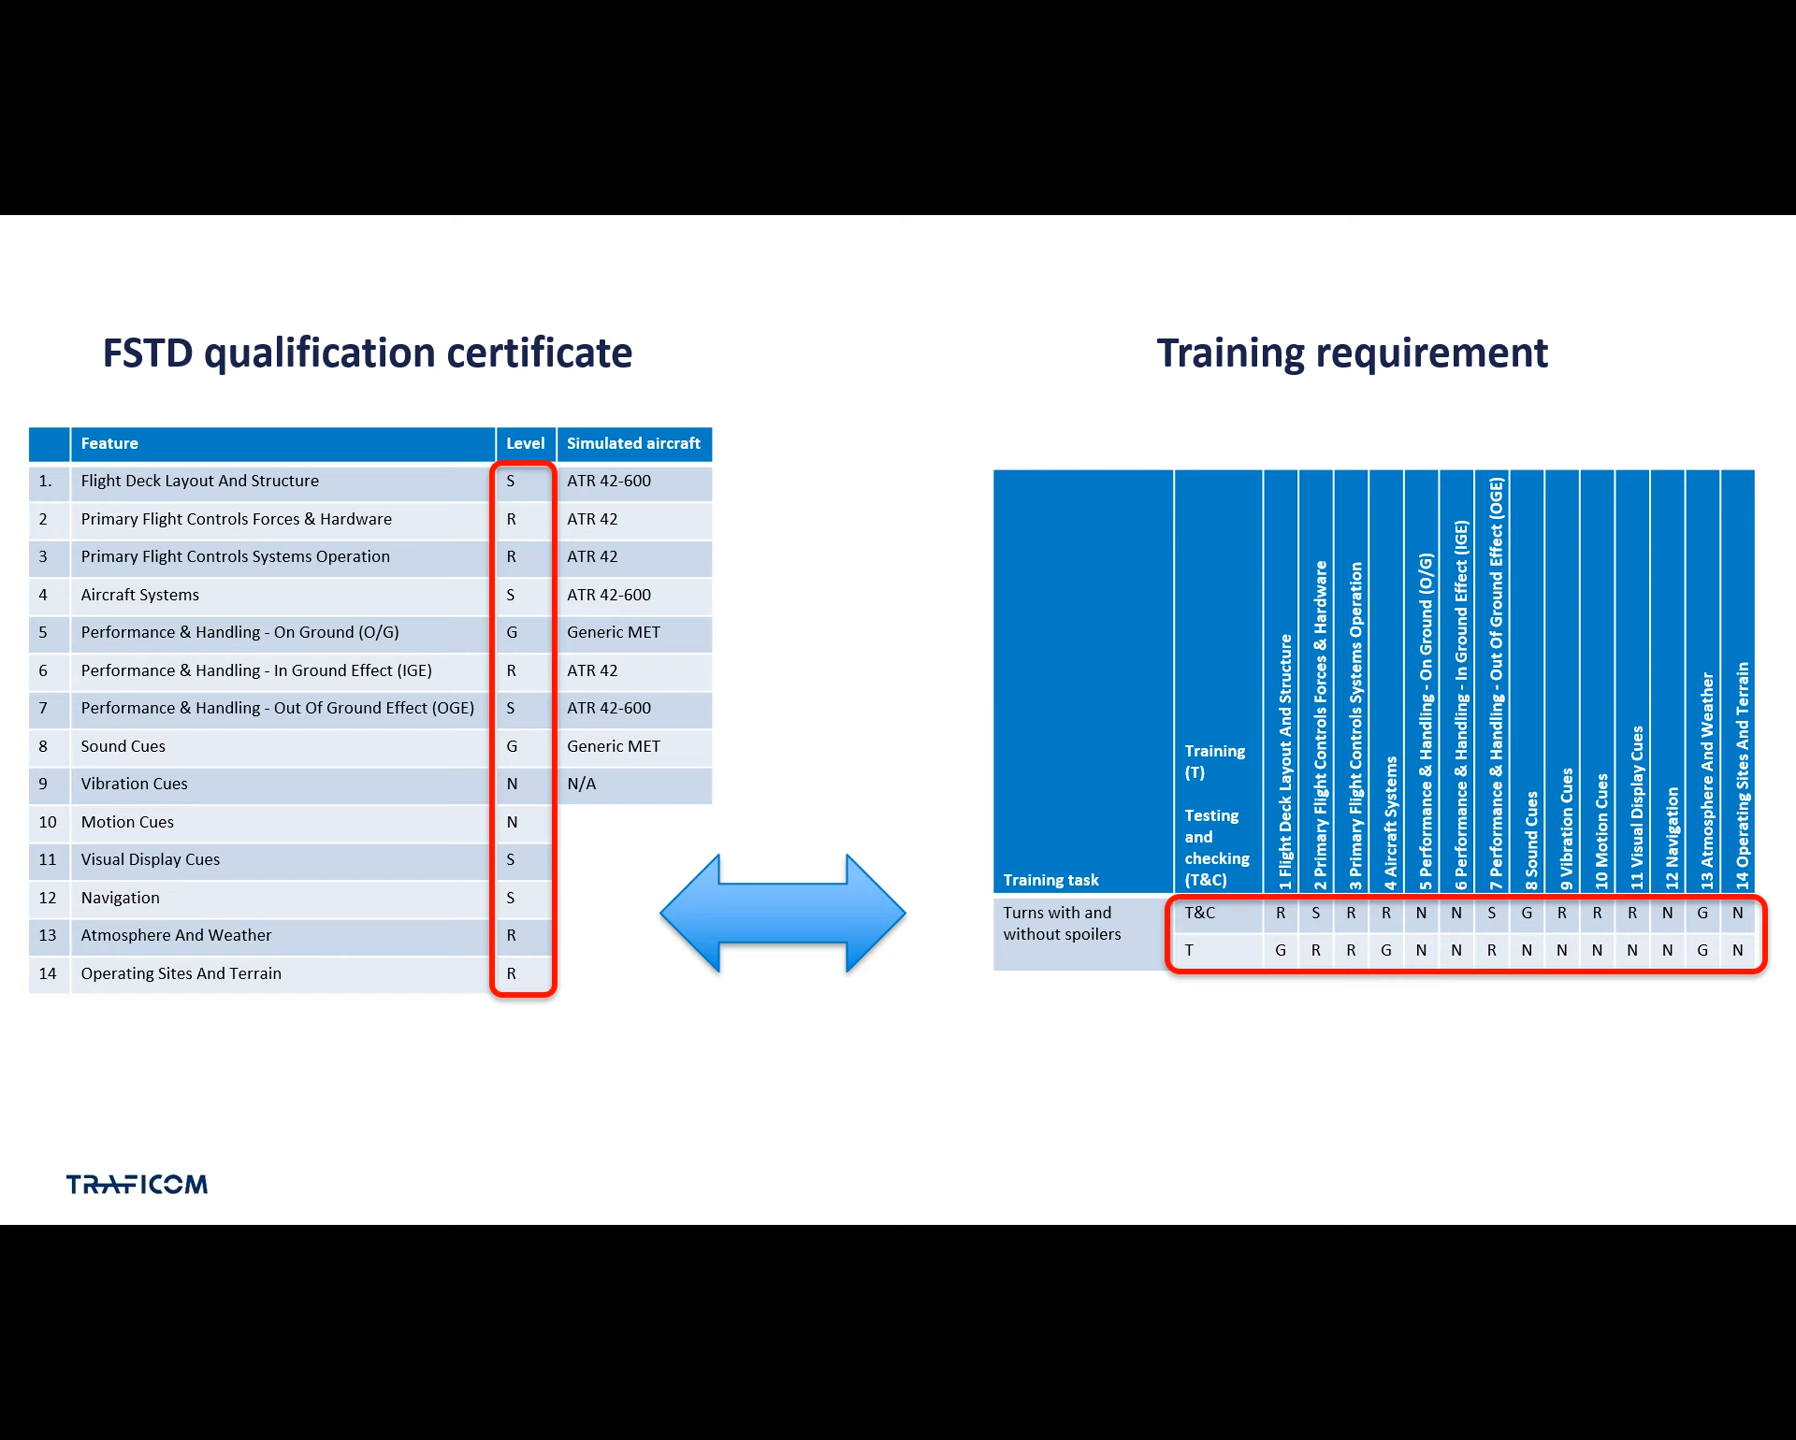 FSTD qualification certificate
Feature Level Simulated aircraft
1. Flight Deck Layout And Structure S ATR 42-600
2 Primary Flight Controls Forces & Hardware R ATR 42
3 Primary Flight Controls Systems Operation R ATR 42
4 Aircraft Systems S ATR 42-600
5 Performance & Handling - On Ground (O/G) G Generic MET
6 Performance & Handling - In Ground Effect (IGE) R ATR 42
7 Performance & Handling - Out Of Ground Effect (OGE) S ATR 42-600
8 Sound Cues G Generic MET
9 Vibration Cues N N/A
10 Motion Cues N
11 Visual Display Cues S
12 Navigation S
13 Atmosphere And Weather R
14 Operating Sites And Terrain R
Training requirement
Training task
Training
(T)
Testing
and
checking
(T&C)
1 Flight Deck Layout And Structure
2 Primary Flight Controls Forces & Hardware
3 Primary Flight Controls Systems Operation
4 Aircraft Systems
5 Performance & Handling - On Ground (O/G)
6 Performance & Handling - In Ground Effect (IGE)
7 Performance & Handling - Out Of Ground Effect (OGE)
8 Sound Cues
9 Vibration Cues
10 Motion Cues
11 Visual Display Cues
12 Navigation
13 Atmosphere And Weather
14 Operating Sites And Terrain
Turns with and
without spoilers
T&C R S R R N N S G R R R N G N
T G R R G N N R N N N N N G N
TRAFICOM